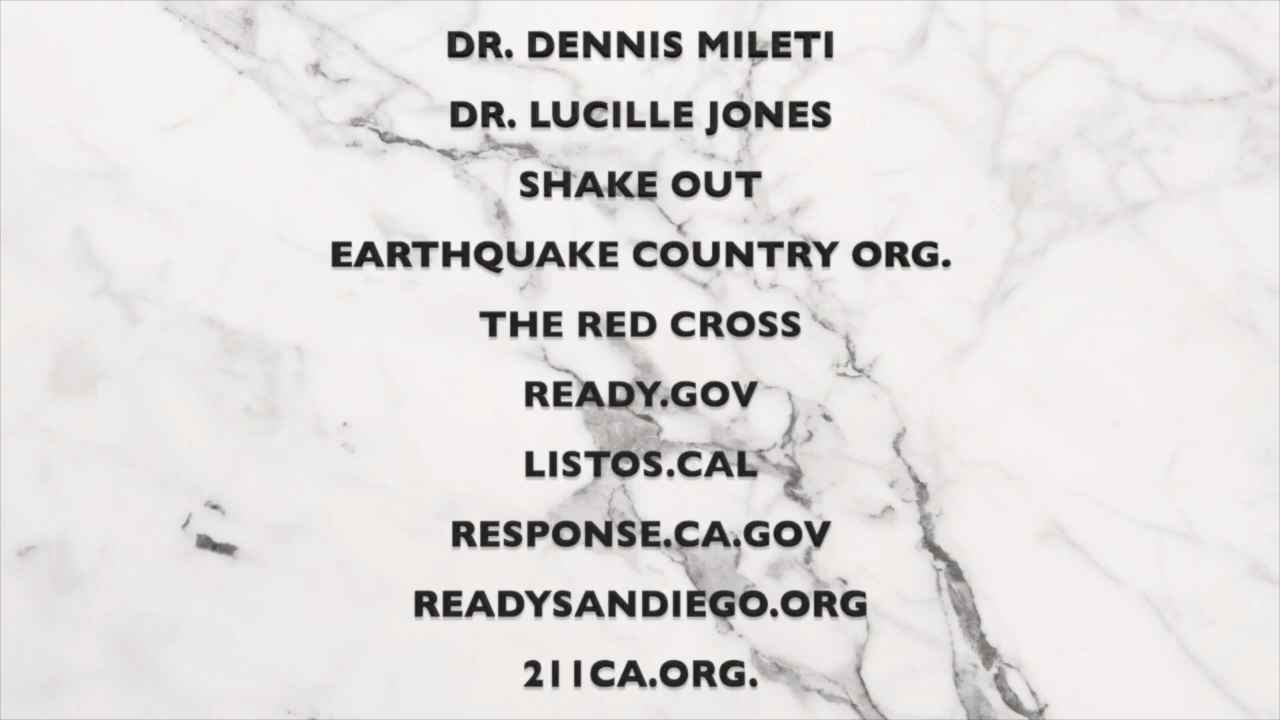 DR. DENNIS MILETI
DR. LUCILLE JONES
SHAKE OUT
EARTHQUAKE COUNTRY ORG.
THE RED CROSS
READY.GOV
LISTOS.CAL
RESPONSE.CA.GOV
READYSANDIEGO.ORG
211CA.ORG.